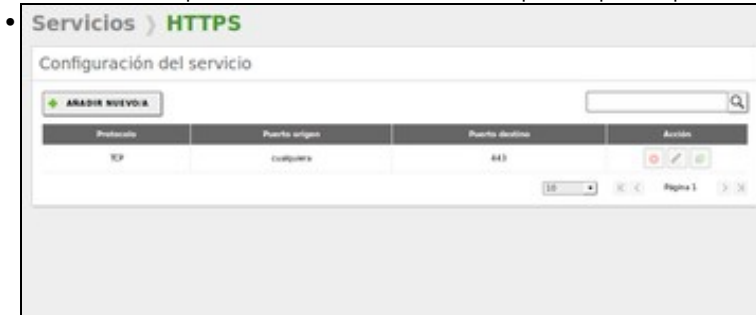 Servicios 〉 HTTPS
Configuración del servicio
AÑADIR NUEVO/A
Protocolo Puerto origen Puerto destino Acción
TCP cualquiera 443
10 Página 1